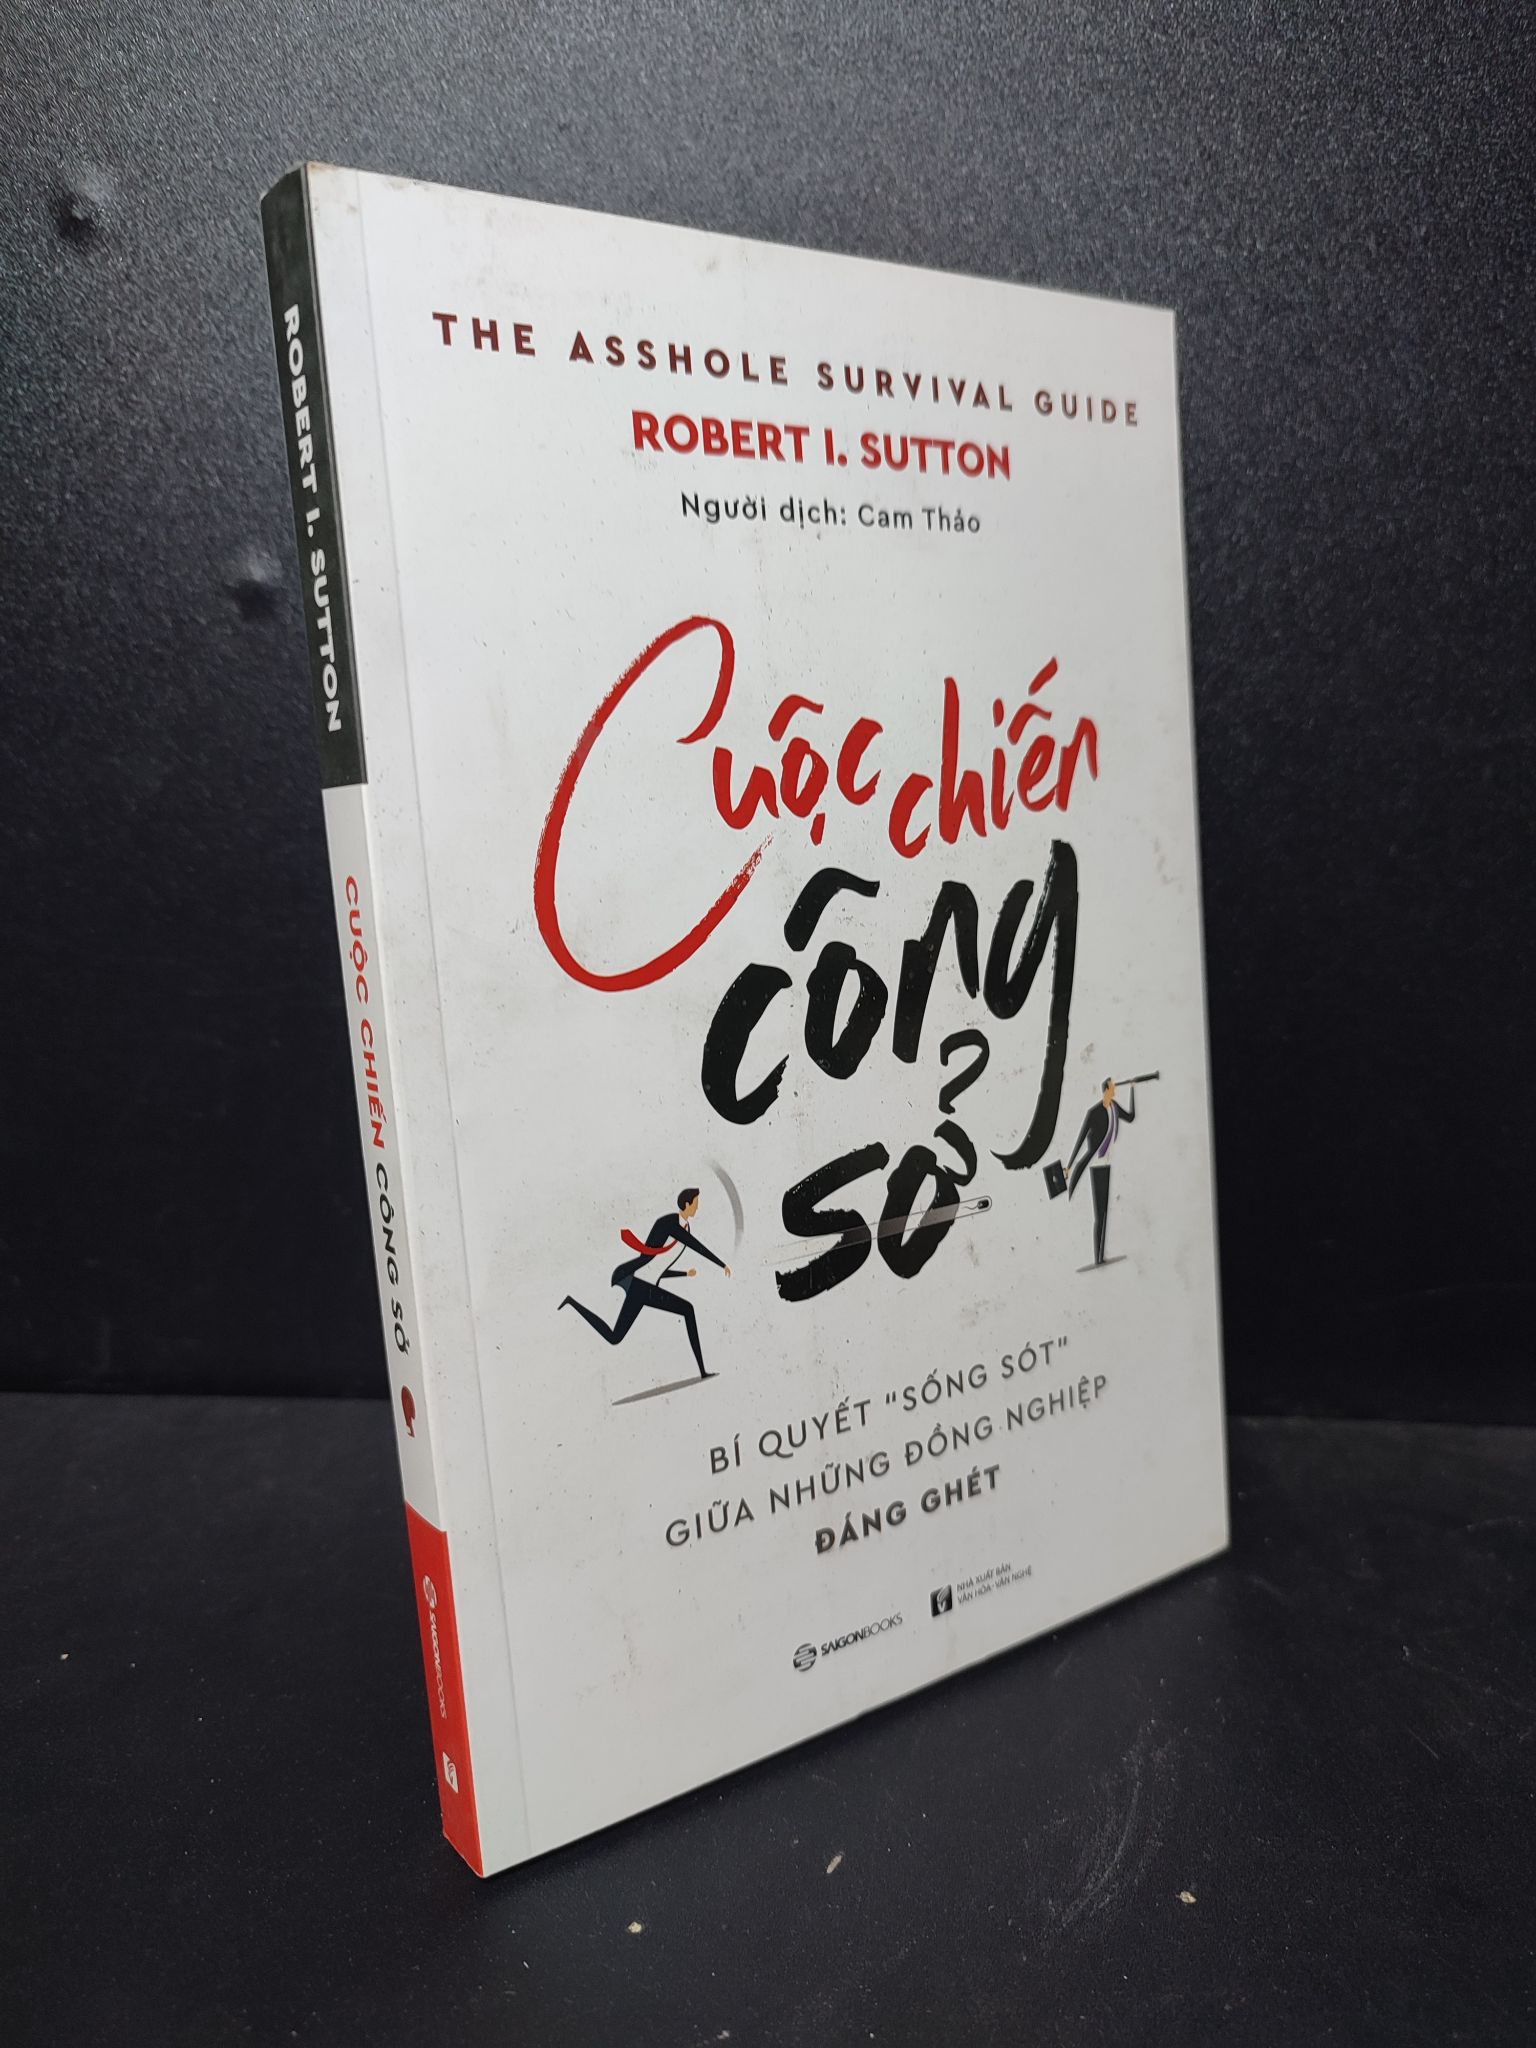 THE ASSHOLE SURVIVAL GUIDE
ROBERT I. SUTTON
Người dịch: Cam Thảo
Cuộc chiến
công
sở
BÍ QUYẾT "SỐNG SÓT"
GIỮA NHỮNG ĐỒNG NGHIỆP
ĐÁNG GHÉT
SAIGONBOOKS
NHÀ XUẤT BẢN
VĂN HÓA - VĂN NGHỆ
ROBERT I. SUTTON
CUỘC CHIẾN CÔNG SỞ
SAIGONBOOKS